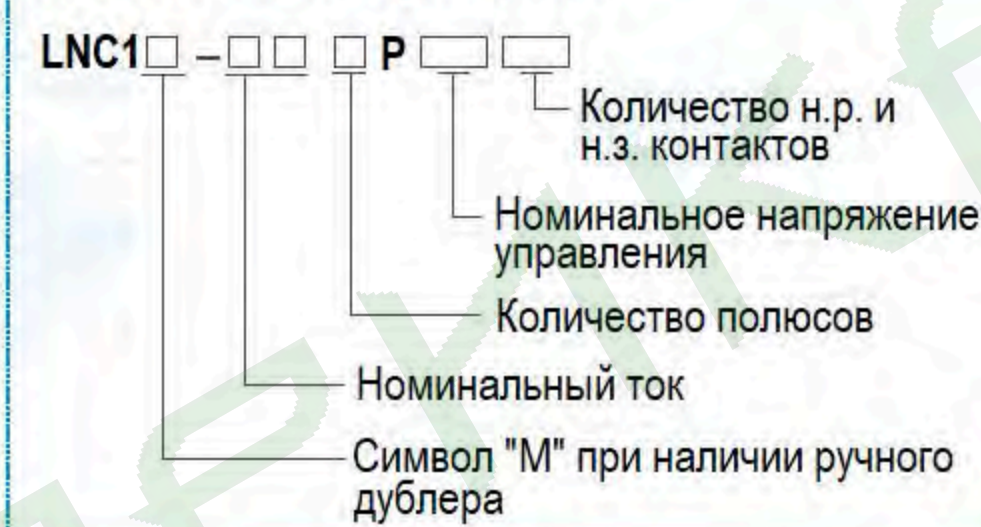 LNC1□ – □□ □ P □ □
Количество н.р. и
н.з. контактов
Номинальное напряжение
управления
Количество полюсов
Номинальный ток
Символ "М" при наличии ручного
дублера